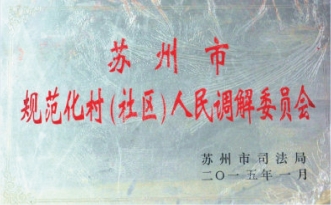 苏州市
规范化村(社区)人民调解委员会
苏州市司法局
二〇一五年一月